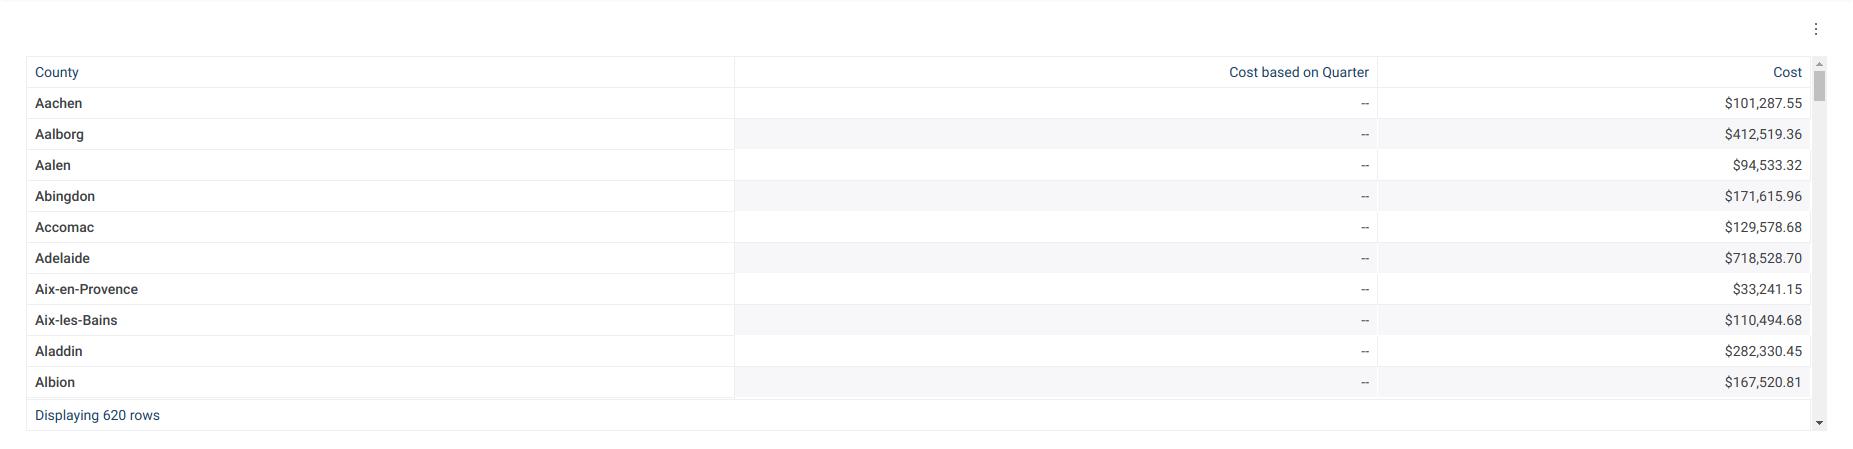 County Cost based on Quarter Cost
Aachen -- $101,287.55
Aalborg -- $412,519.36
Aalen -- $94,533.32
Abingdon -- $171,615.96
Accomac -- $129,578.68
Adelaide -- $718,528.70
Aix-en-Provence -- $33,241.15
Aix-les-Bains -- $110,494.68
Aladdin -- $282,330.45
Albion -- $167,520.81
Displaying 620 rows